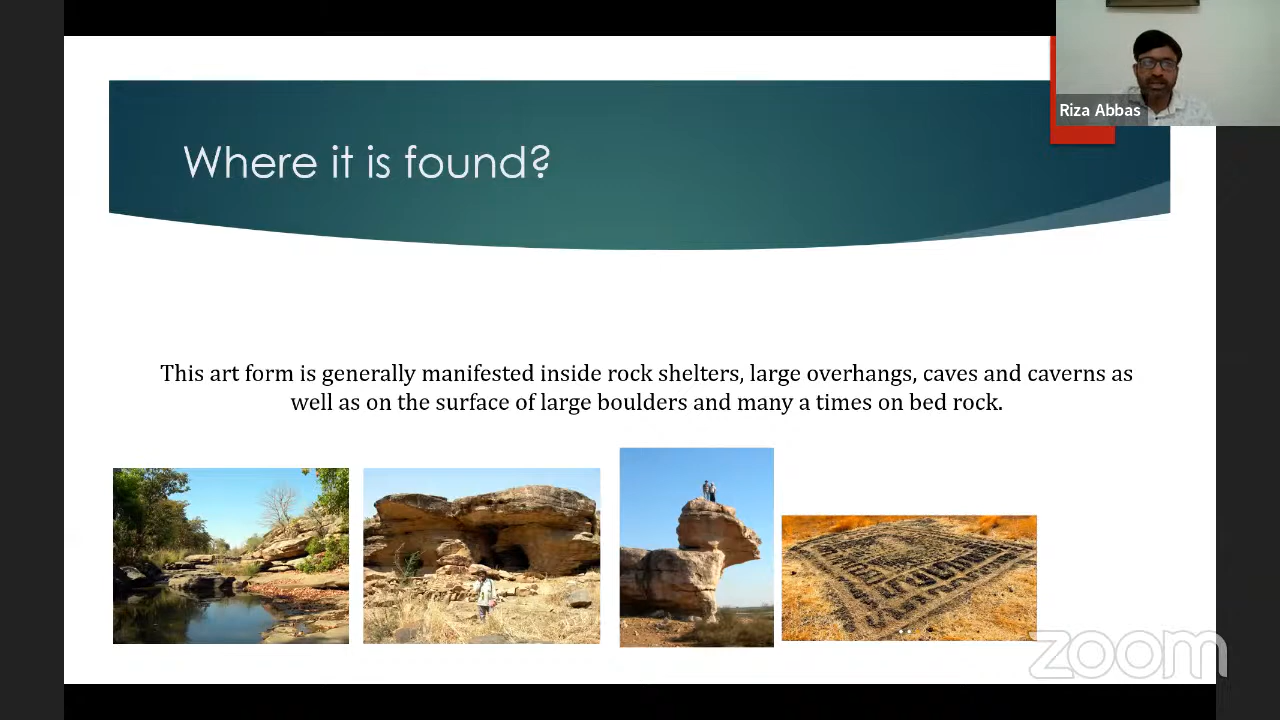 Riza Abbas
Where it is found?
This art form is generally manifested inside rock shelters, large overhangs, caves and caverns as
well as on the surface of large boulders and many a times on bed rock.
zoom